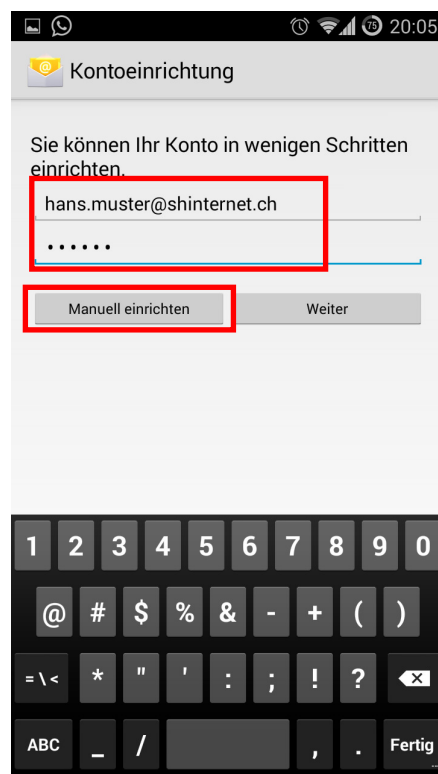 75 20:05
Kontoeinrichtung
Sie können Ihr Konto in wenigen Schritten
einrichten.
hans.muster@shinternet.ch
••••••
Manuell einrichten Weiter
1 2 3 4 5 6 7 8 9 0
@ # $ % & - + ( )
= \ < * " ' : ; ! ?
ABC _ / , . Fertig
...